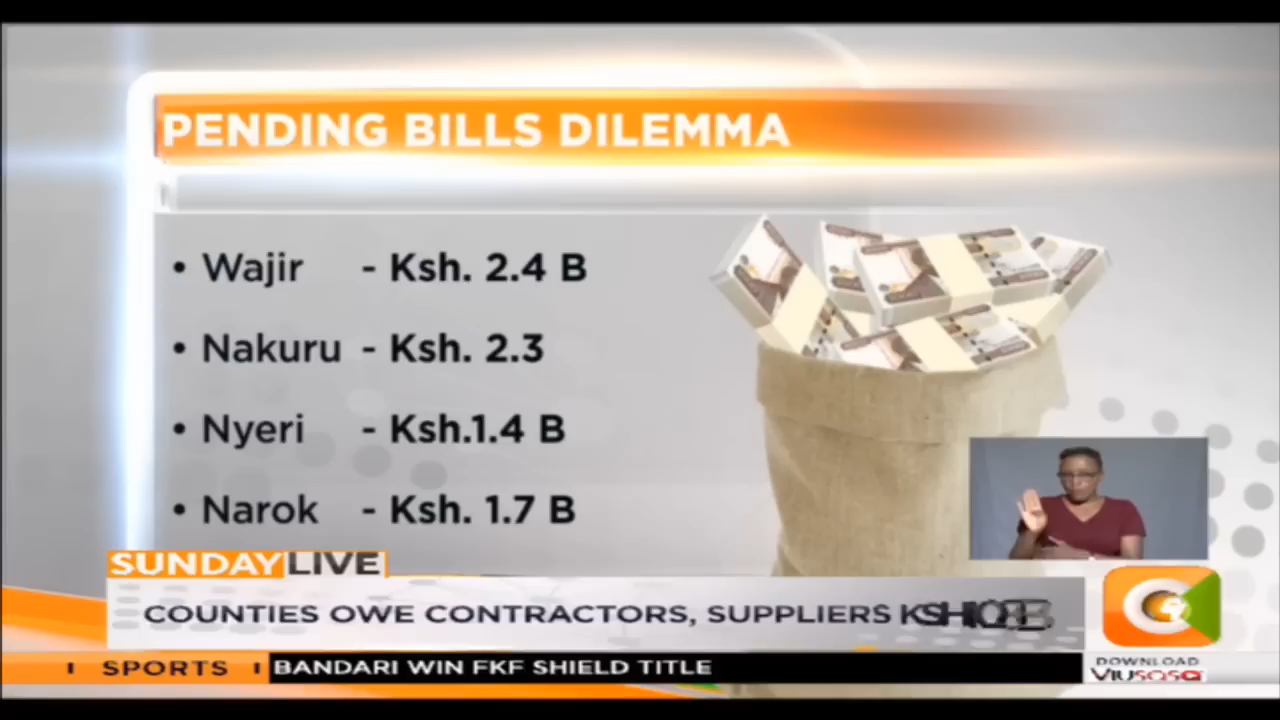 PENDING BILLS DILEMMA
• Wajir - Ksh. 2.4 B
• Nakuru - Ksh. 2.3
• Nyeri - Ksh.1.4 B
• Narok - Ksh. 1.7 B
SUNDAY LIVE
COUNTIES OWE CONTRACTORS, SUPPLIERS
SPORTS BANDARI WIN FKF SHIELD TITLE
DOWNLOAD
VIUSASA